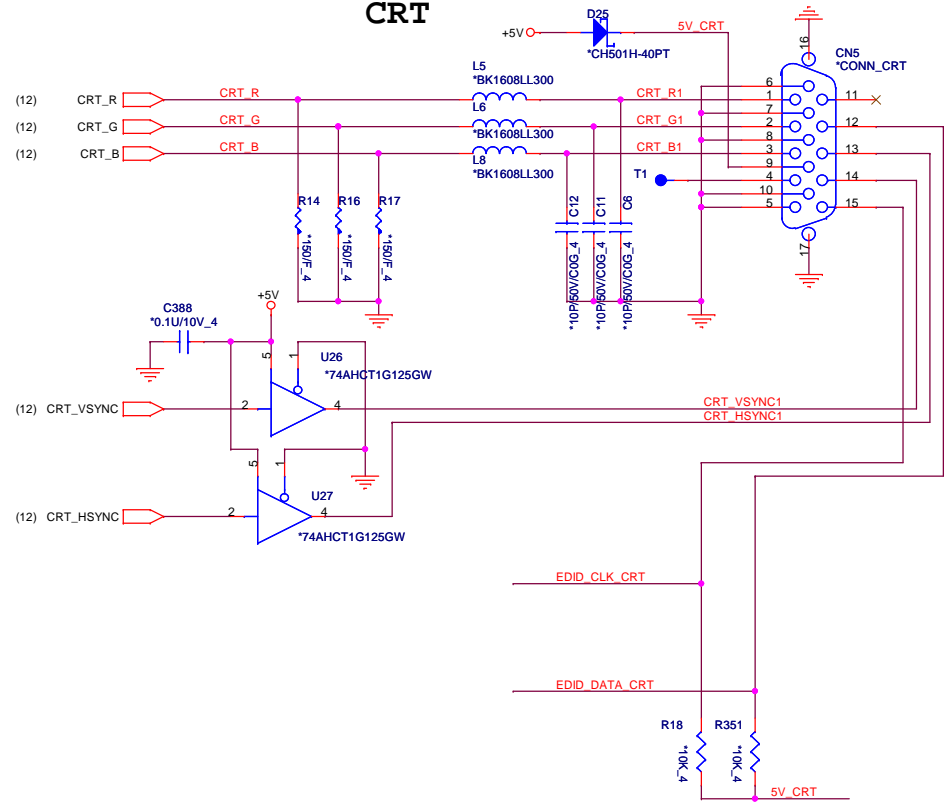 CRT
D25
+5V
5V_CRT
*CH501H-40PT
16
CN5
*CONN_CRT
L5
*BK1608LL300
(12) CRT_R
CRT_R
CRT_R1
6
1
11
L6
7
(12) CRT_G
CRT_G
*BK1608LL300
CRT_G1
2
12
8
(12) CRT_B
CRT_B
L8
*BK1608LL300
CRT_B1
3
13
9
T1
4
14
10
5
15
R14
R16
R17
C12
C11
C6
*150/F_4
*150/F_4
*150/F_4
*10P/50V/C0G_4
*10P/50V/C0G_4
*10P/50V/C0G_4
17
+5V
C388
*0.1U/10V_4
5
1
U26
*74AHCT1G125GW
(12) CRT_VSYNC
2
4
CRT_VSYNC1
CRT_HSYNC1
5
1
U27
(12) CRT_HSYNC
2
4
*74AHCT1G125GW
EDID_CLK_CRT
EDID_DATA_CRT
R18
R351
*10K_4
*10K_4
5V_CRT